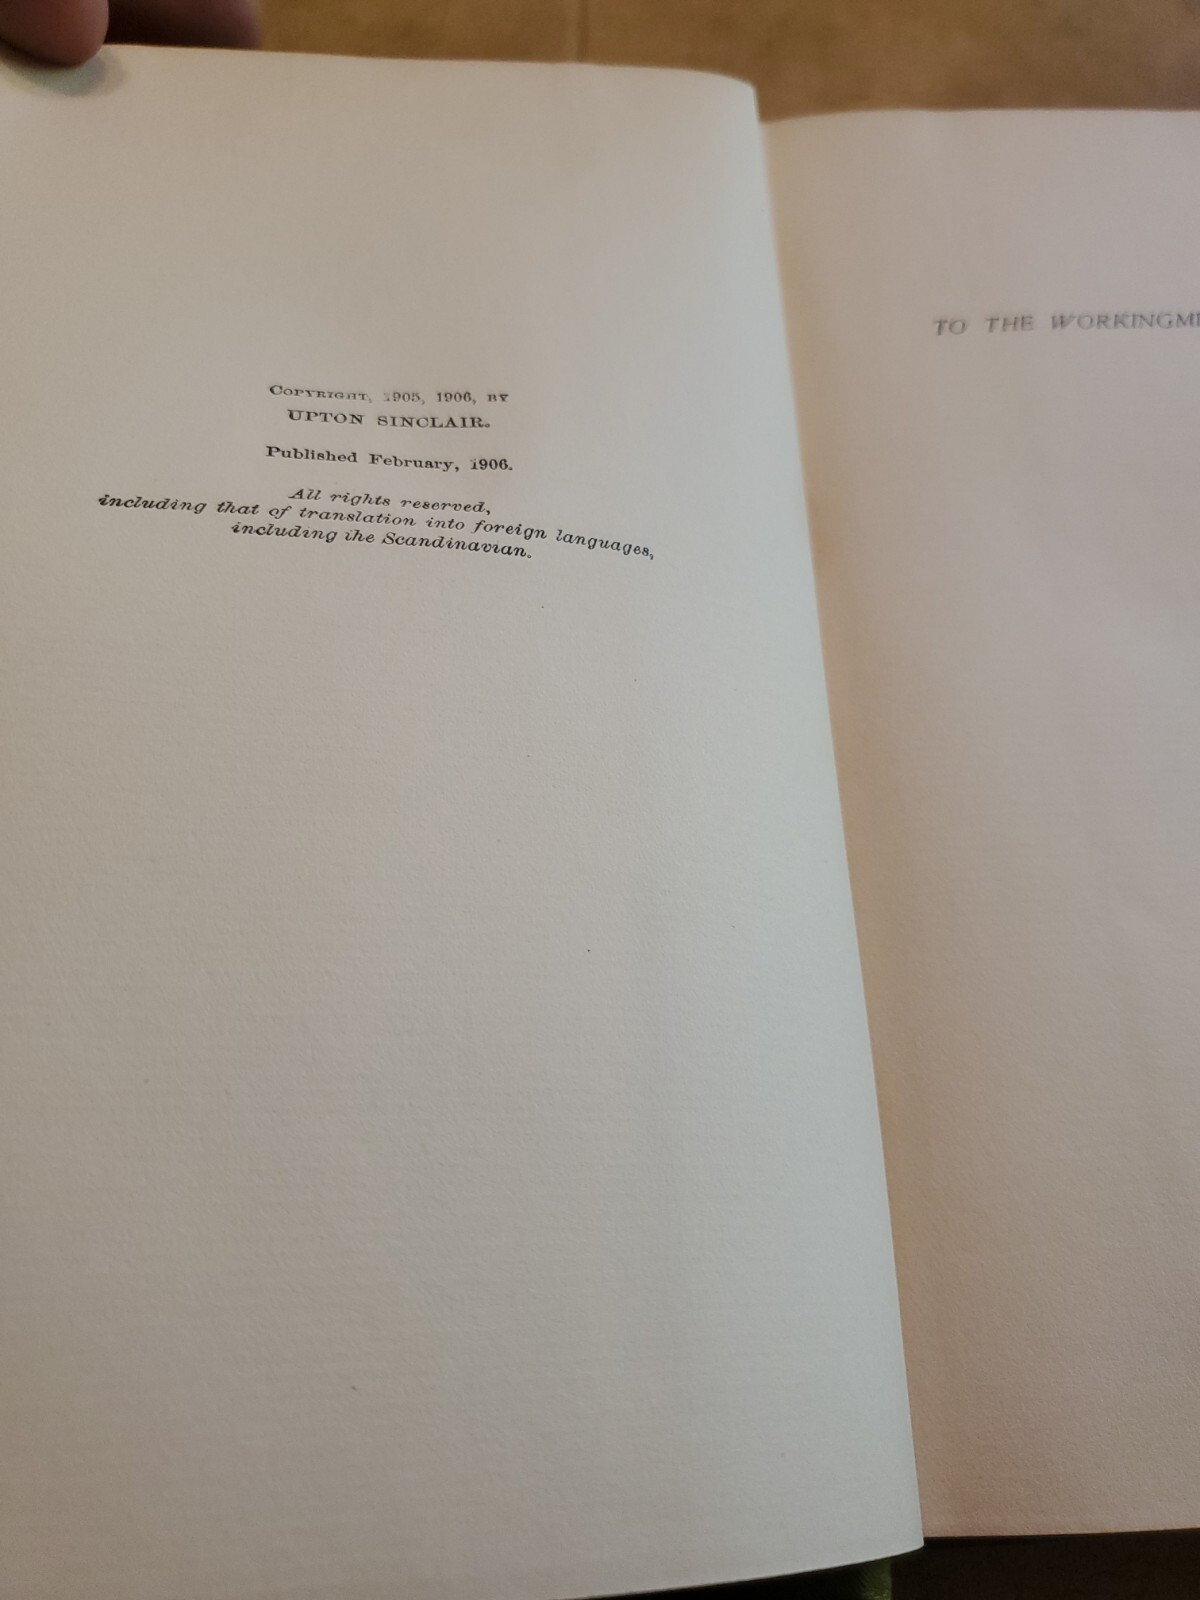 COPYRIGHT, 1905, 1906, BY
UPTON SINCLAIR.
Published February, 1906.
All rights reserved,
including that of translation into foreign languages,
including the Scandinavian.
TO THE